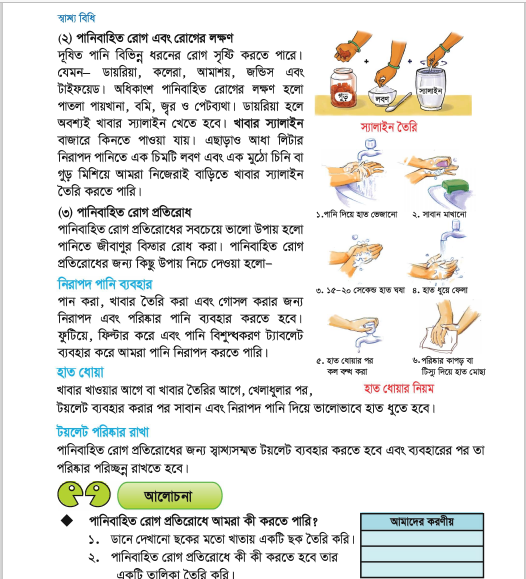 স্বাস্থ্য বিধি
(২) পানিবাহিত রোগ এবং রোগের লক্ষণ
দূষিত পানি বিভিন্ন ধরনের রোগ সৃষ্টি করতে পারে।
যেমন– ডায়রিয়া, কলেরা, আমাশয়, জন্ডিস এবং
টাইফয়েড। অধিকাংশ পানিবাহিত রোগের লক্ষণ হলো
পাতলা পায়খানা, বমি, জ্বর ও পেটব্যথা। ডায়রিয়া হলে
অবশ্যই খাবার স্যালাইন খেতে হবে। খাবার স্যালাইন
বাজারে কিনতে পাওয়া যায়। এছাড়াও আধা লিটার
নিরাপদ পানিতে এক চিমটি লবণ এবং এক মুঠো চিনি বা
গুড় মিশিয়ে আমরা নিজেরাই বাড়িতে খাবার স্যালাইন
তৈরি করতে পারি।
গুড়
লবণ
স্যালাইন
স্যালাইন তৈরি
(৩) পানিবাহিত রোগ প্রতিরোধ
পানিবাহিত রোগ প্রতিরোধের সবচেয়ে ভালো উপায় হলো
পানিতে জীবাণুর বিস্তার রোধ করা। পানিবাহিত রোগ
প্রতিরোধের জন্য কিছু উপায় নিচে দেওয়া হলো–
নিরাপদ পানি ব্যবহার
পান করা, খাবার তৈরি করা এবং গোসল করার জন্য
নিরাপদ এবং পরিষ্কার পানি ব্যবহার করতে হবে।
ফুটিয়ে, ফিল্টার করে এবং পানি বিশুদ্ধকরণ ট্যাবলেট
ব্যবহার করে আমরা পানি নিরাপদ করতে পারি।
১.পানি দিয়ে হাত ভেজানো
২. সাবান মাখানো
৩. ১৫-২০ সেকেন্ড হাত ঘষা
৪. হাত ধুয়ে ফেলা
৫. হাত ধোয়ার পর
কল বন্ধ করা
৬. পরিষ্কার কাপড় বা
টিস্যু দিয়ে হাত মোছা
হাত ধোয়ার নিয়ম
হাত ধোয়া
খাবার খাওয়ার আগে বা খাবার তৈরির আগে, খেলাধুলার পর,
টয়লেট ব্যবহার করার পর সাবান এবং নিরাপদ পানি দিয়ে ভালোভাবে হাত ধুতে হবে।
টয়লেট পরিষ্কার রাখা
পানিবাহিত রোগ প্রতিরোধের জন্য স্বাস্থ্যসম্মত টয়লেট ব্যবহার করতে হবে এবং ব্যবহারের পর তা
পরিষ্কার পরিচ্ছন্ন রাখতে হবে।
আলোচনা
পানিবাহিত রোগ প্রতিরোধে আমরা কী করতে পারি?
১. ডানে দেখানো ছকের মতো খাতায় একটি ছক তৈরি করি।
২. পানিবাহিত রোগ প্রতিরোধে কী কী করতে হবে তার
একটি তালিকা তৈরি করি।
আমাদের করণীয়